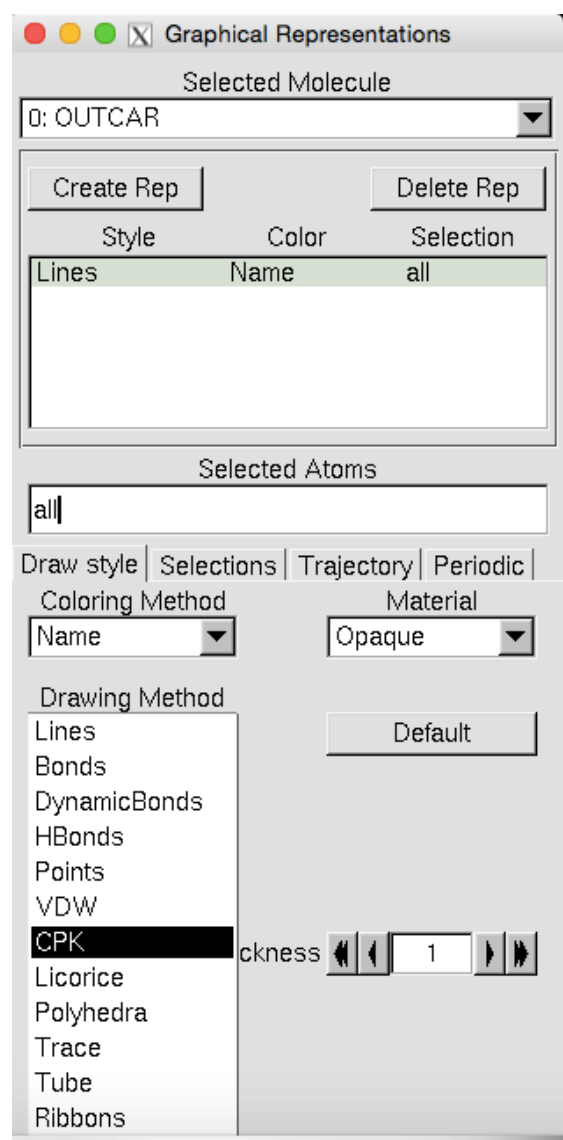 X Graphical Representations
Selected Molecule
0: OUTCAR
Create Rep Delete Rep
Style Color Selection
Lines Name all
Selected Atoms
all
Draw style Selections Trajectory Periodic
Coloring Method Material
Name Opaque
Drawing Method
Lines Default
Bonds
DynamicBonds
HBonds
Points
VDW
CPK
ckness 1
Licorice
Polyhedra
Trace
Tube
Ribbons